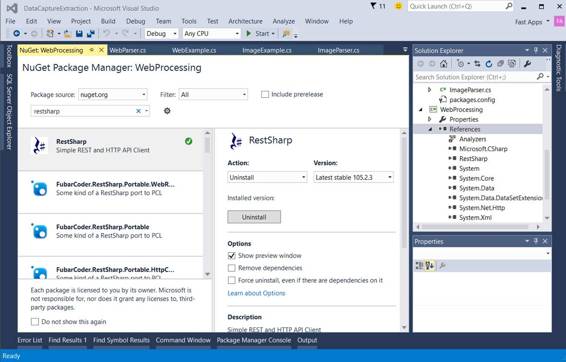 DataCaptureExtraction - Microsoft Visual Studio
11
Quick Launch (Ctrl+Q)
File Edit View Project Build Debug Team Tools Test Architecture Analyze Window Help
Fast Apps
FA
Debug Any CPU Start
NuGet: WebProcessing WebParser.cs WebExample.cs ImageExample.cs ImageParser.cs
Toolbox
SQL Server Object Explorer
NuGet Package Manager: WebProcessing
Package source: nuget.org Filter: All Include prerelease
restsharp
RestSharp
Simple REST and HTTP API Client
FubarCoder.RestSharp.Portable.WebR...
Some kind of a RestSharp port to PCL
FubarCoder.RestSharp.Portable
Some kind of a RestSharp port to PCL
FubarCoder.RestSharp.Portable.HttpC...
Some kind of a RestSharp port to PCL
Each package is licensed to you by its owner. Microsoft is
not responsible for, nor does it grant any licenses to, third-
party packages.
Do not show this again
RestSharp
Action: Version:
Uninstall Latest stable 105.2.3
Installed version:
Uninstall
Options
Show preview window
Remove dependencies
Force uninstall, even if there are dependencies on it
Learn about Options
Description
Simple REST and HTTP API Client
Solution Explorer
Search Solution Explorer (Ctrl+;)
ImageParser.cs
packages.config
WebProcessing
Properties
References
Analyzers
Microsoft.CSharp
RestSharp
System
System.Core
System.Data
System.Data.DataSetExtension
System.Net.Http
System.Xml
Properties
Diagnostic Tools
Error List Find Results 1 Find Symbol Results Command Window Package Manager Console Output
Ready